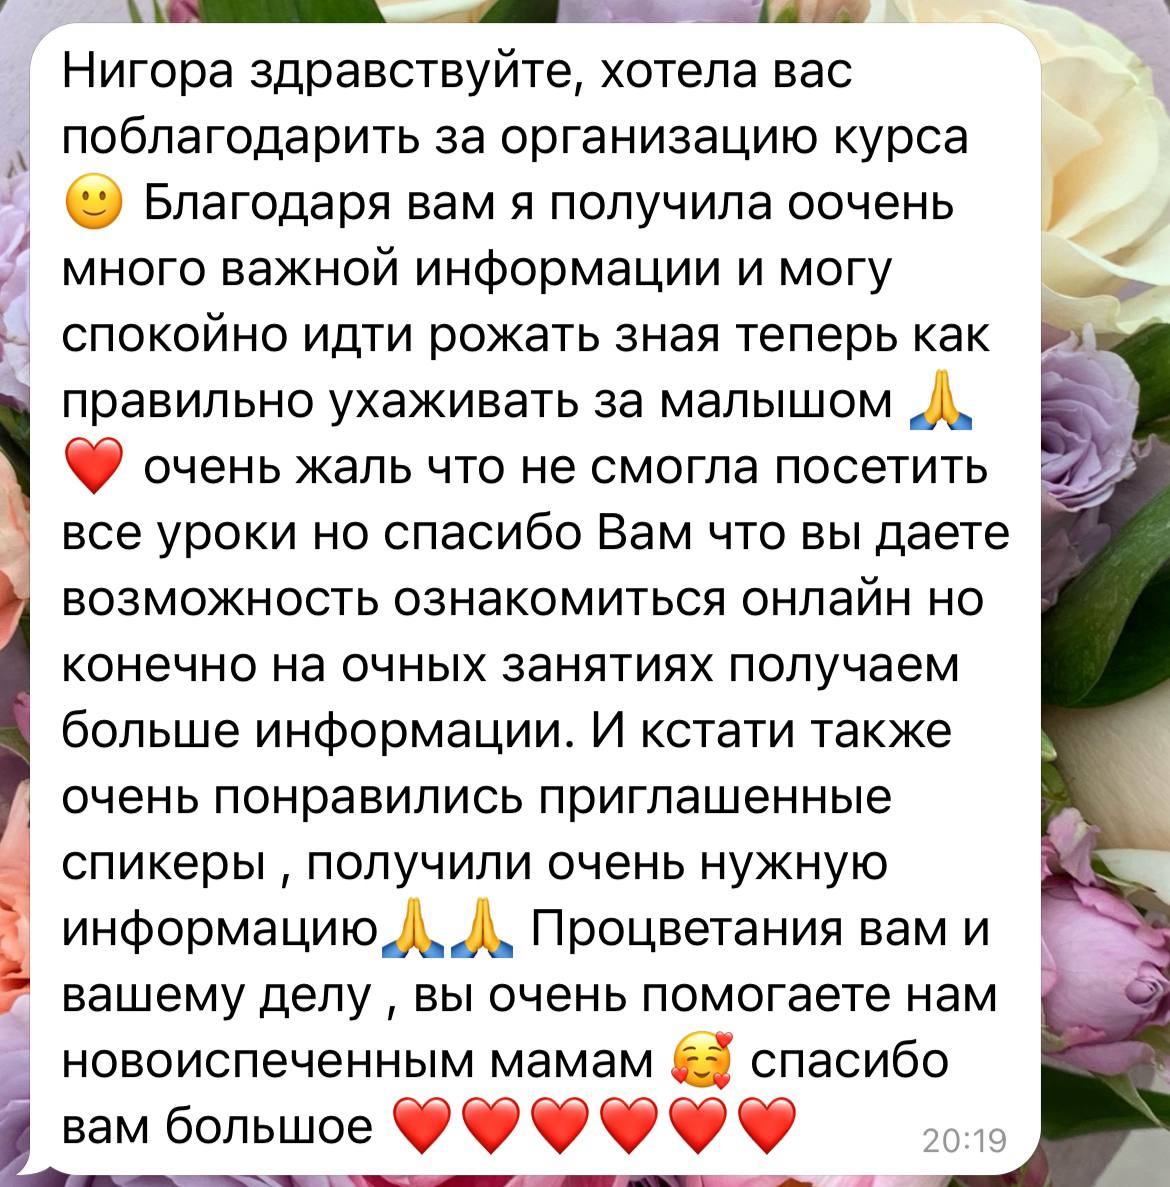 Нигора здравствуйте, хотела вас
поблагодарить за организацию курса
🙂 Благодаря вам я получила оочень
много важной информации и могу
спокойно идти рожать зная теперь как
правильно ухаживать за малышом 🙏
❤️ очень жаль что не смогла посетить
все уроки но спасибо Вам что вы даете
возможность ознакомиться онлайн но
конечно на очных занятиях получаем
больше информации. И кстати также
очень понравились приглашенные
спикеры , получили очень нужную
информацию🙏🙏 Процветания вам и
вашему делу , вы очень помогаете нам
новоиспеченным мамам 🥰 спасибо
вам большое ❤️❤️❤️❤️❤️❤️
20:19